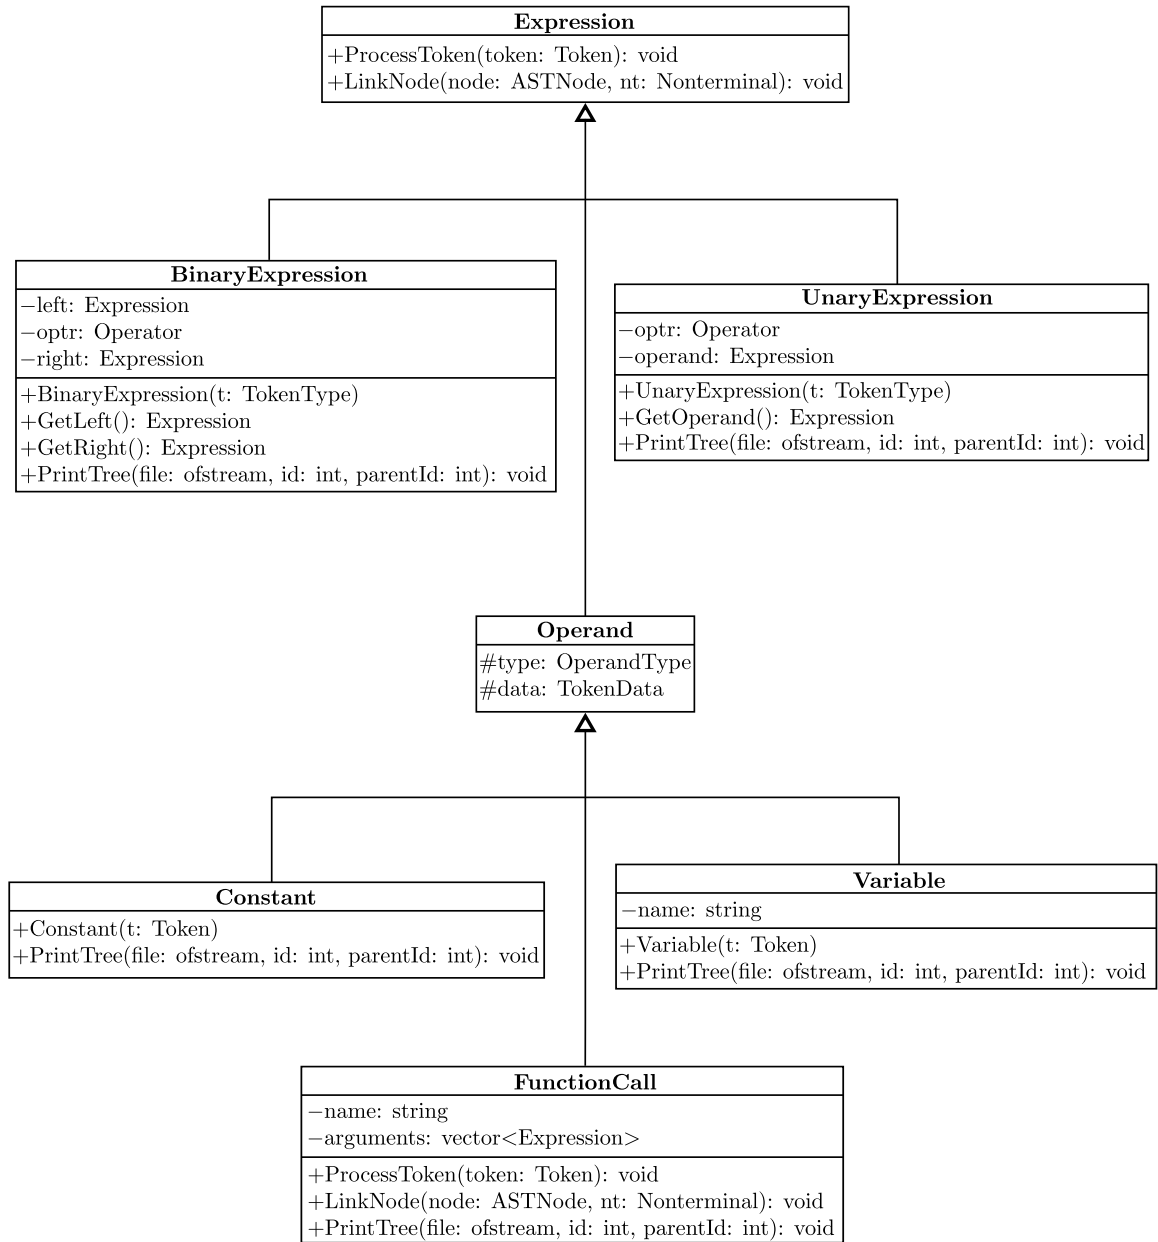 Expression
+ProcessToken(token: Token): void
+LinkNode(node: ASTNode, nt: Nonterminal): void
BinaryExpression
−left: Expression
−optr: Operator
−right: Expression
+BinaryExpression(t: TokenType)
+GetLeft(): Expression
+GetRight(): Expression
+PrintTree(file: ofstream, id: int, parentId: int): void
UnaryExpression
−optr: Operator
−operand: Expression
+UnaryExpression(t: TokenType)
+GetOperand(): Expression
+PrintTree(file: ofstream, id: int, parentId: int): void
Operand
#type: OperandType
#data: TokenData
Constant
+Constant(t: Token)
+PrintTree(file: ofstream, id: int, parentId: int): void
Variable
−name: string
+Variable(t: Token)
+PrintTree(file: ofstream, id: int, parentId: int): void
FunctionCall
−name: string
−arguments: vector<Expression>
+ProcessToken(token: Token): void
+LinkNode(node: ASTNode, nt: Nonterminal): void
+PrintTree(file: ofstream, id: int, parentId: int): void